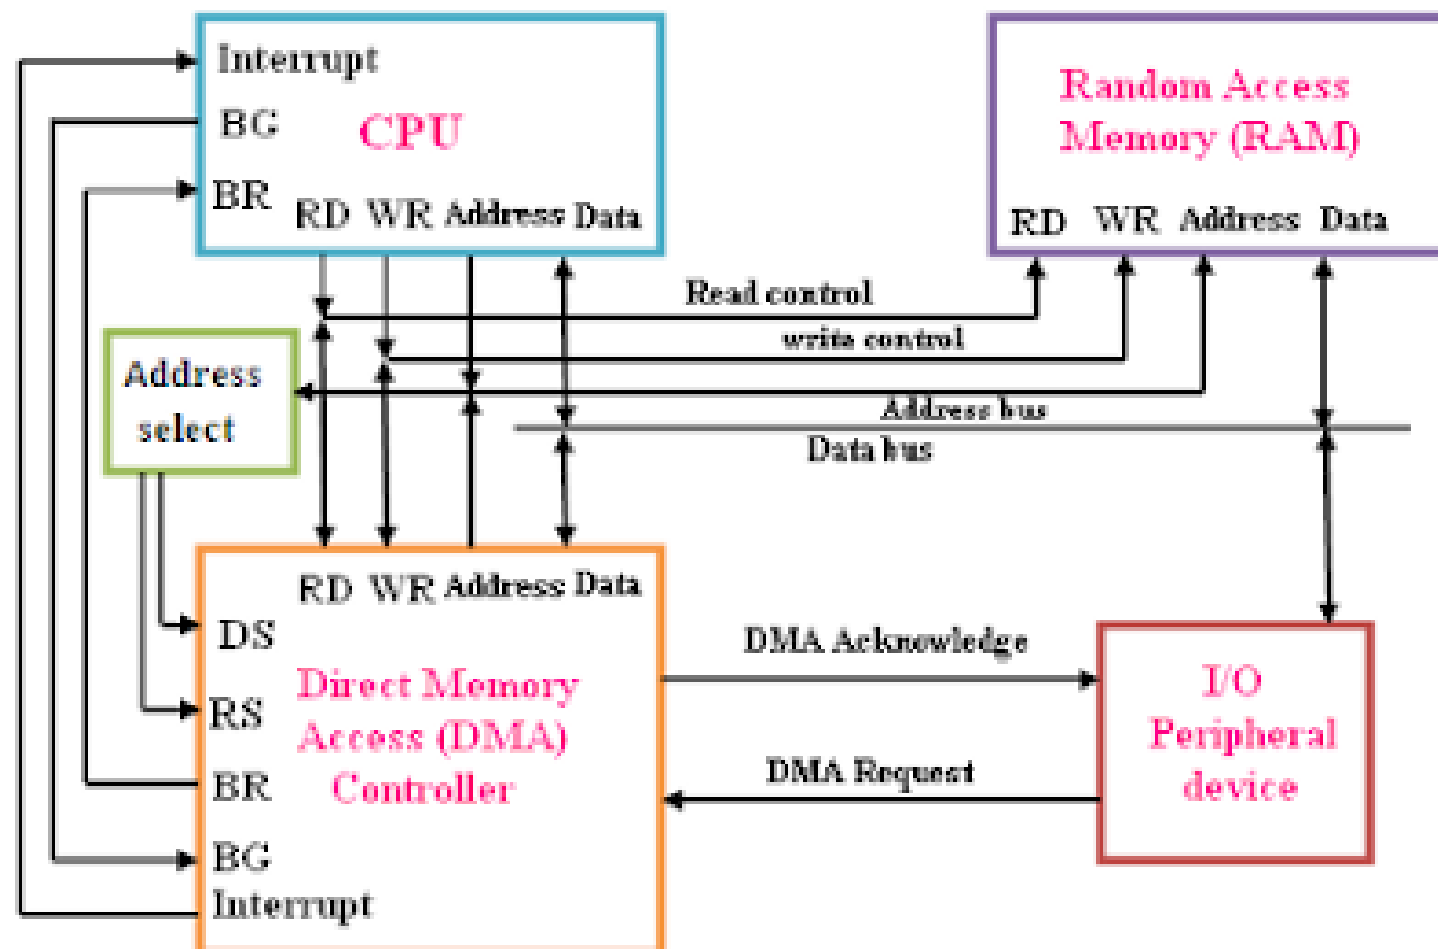 Interrupt
BG
CPU
BR
RD WR Address Data
Random Access
Memory (RAM)
RD WR Address Data
Read control
write control
Address
select
Address bus
Data bus
RD WR Address Data
DS
RS
BR
BG
Interrupt
Direct Memory
Access (DMA)
Controller
DMA Acknowledge
DMA Request
I/O
Peripheral
device